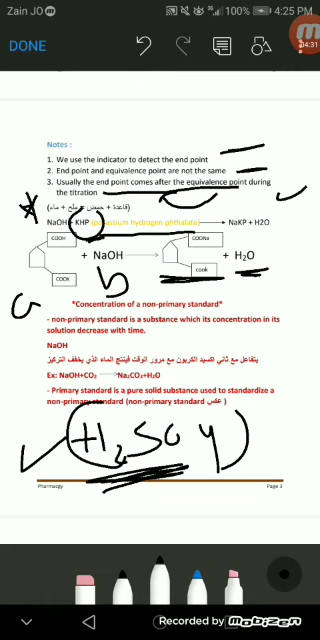 Zain JO 100% 4:25 PM
04:31
DONE
Notes :
1. We use the indicator to detect the end point
2. End point and equivalence point are not the same
3. Usually the end point comes after the equivalence point during
the titration
(قاعدة + حمض → ملح + ماء)
NaOH + KHP (potassium hydrogen phthalate) → NaKP + H2O
COOH COONa
+ NaOH → + H₂O
COOK cook
b
a
*Concentration of a non-primary standard*
- non-primary standard is a substance which its concentration in its
solution decrease with time.
NaOH
يتفاعل مع ثاني اكسيد الكربون مع مرور الوقت فينتج الماء الذي يخفف التركيز
Ex: NaOH+CO₂ → Na₂CO₃+H₂O
- Primary standard is a pure solid substance used to standardize a
non-primary standard (non-primary standard عكس)
(H₂SO4)
Pharmacgy Page 3
Recorded by Mobizen